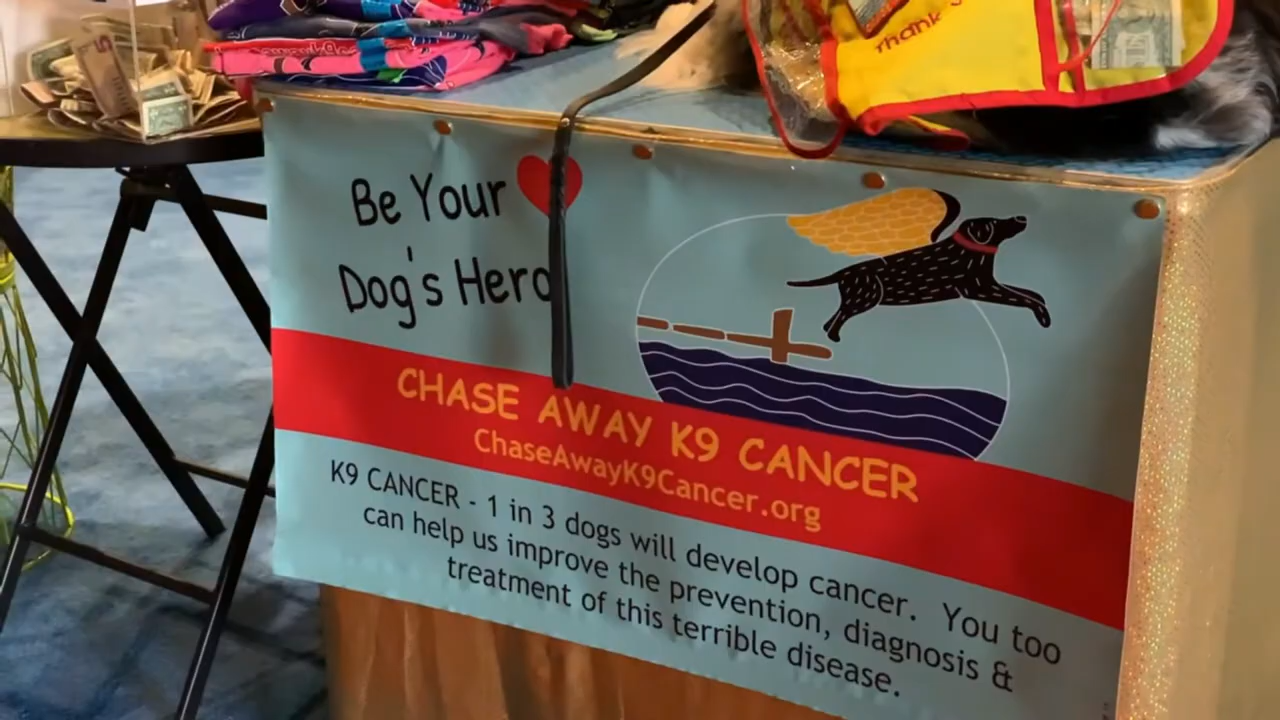 Thank
Be Your
Dog's Hero
CHASE AWAY K9 CANCER
ChaseAwayK9Cancer.org
K9 CANCER - 1 in 3 dogs will develop cancer. You too
can help us improve the prevention, diagnosis &
treatment of this terrible disease.